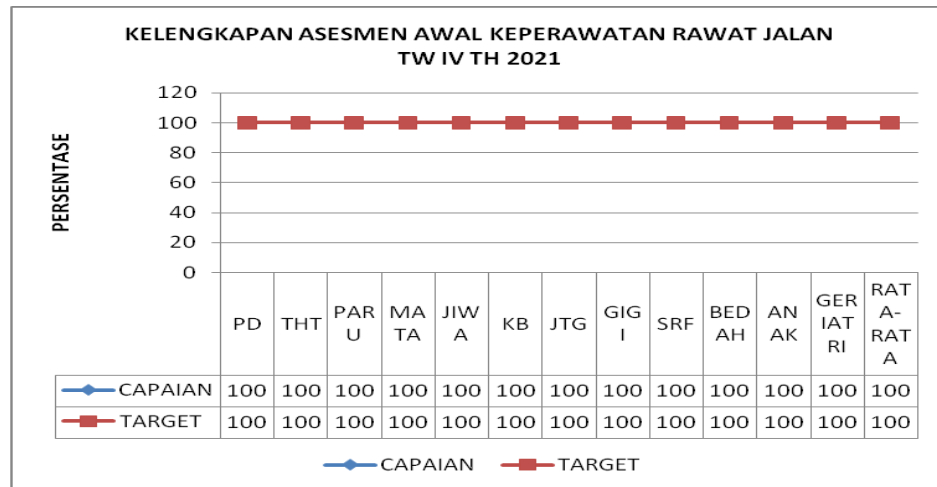 KELENGKAPAN ASESMEN AWAL KEPERAWATAN RAWAT JALAN
TW IV TH 2021
PERSENTASE
120
100
80
60
40
20
0
PD THT PAR U MA TA JIW A KB JTG GIG I SRF BED AH AN AK GER IAT RI RAT A- RAT A
CAPAIAN 100 100 100 100 100 100 100 100 100 100 100 100 100
TARGET 100 100 100 100 100 100 100 100 100 100 100 100 100
CAPAIAN TARGET